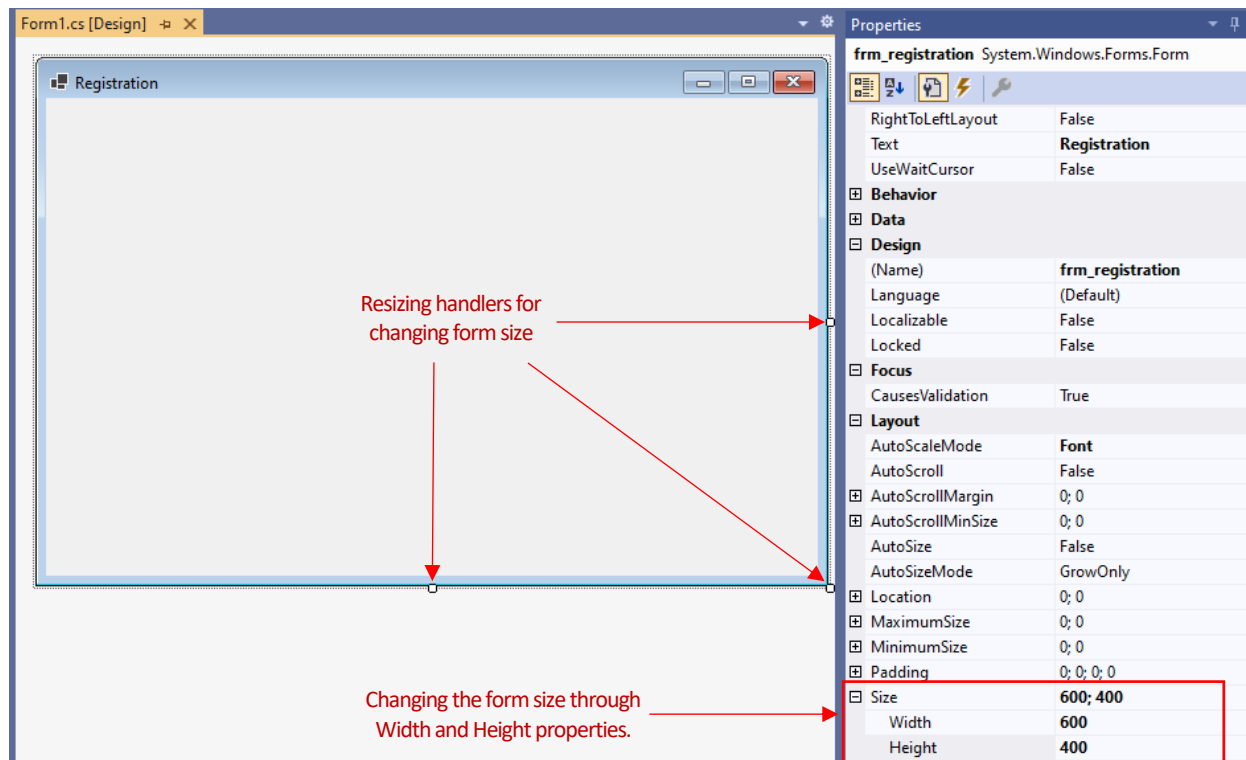 Form1.cs [Design]
Registration
Resizing handlers for
changing form size
Changing the form size through
Width and Height properties.
Properties
frm_registration System.Windows.Forms.Form
RightToLeftLayout False
Text Registration
UseWaitCursor False
Behavior
Data
Design
(Name) frm_registration
Language (Default)
Localizable False
Locked False
Focus
CausesValidation True
Layout
AutoScaleMode Font
AutoScroll False
AutoScrollMargin 0; 0
AutoScrollMinSize 0; 0
AutoSize False
AutoSizeMode GrowOnly
Location 0; 0
MaximumSize 0; 0
MinimumSize 0; 0
Padding 0; 0; 0; 0
Size 600; 400
Width 600
Height 400